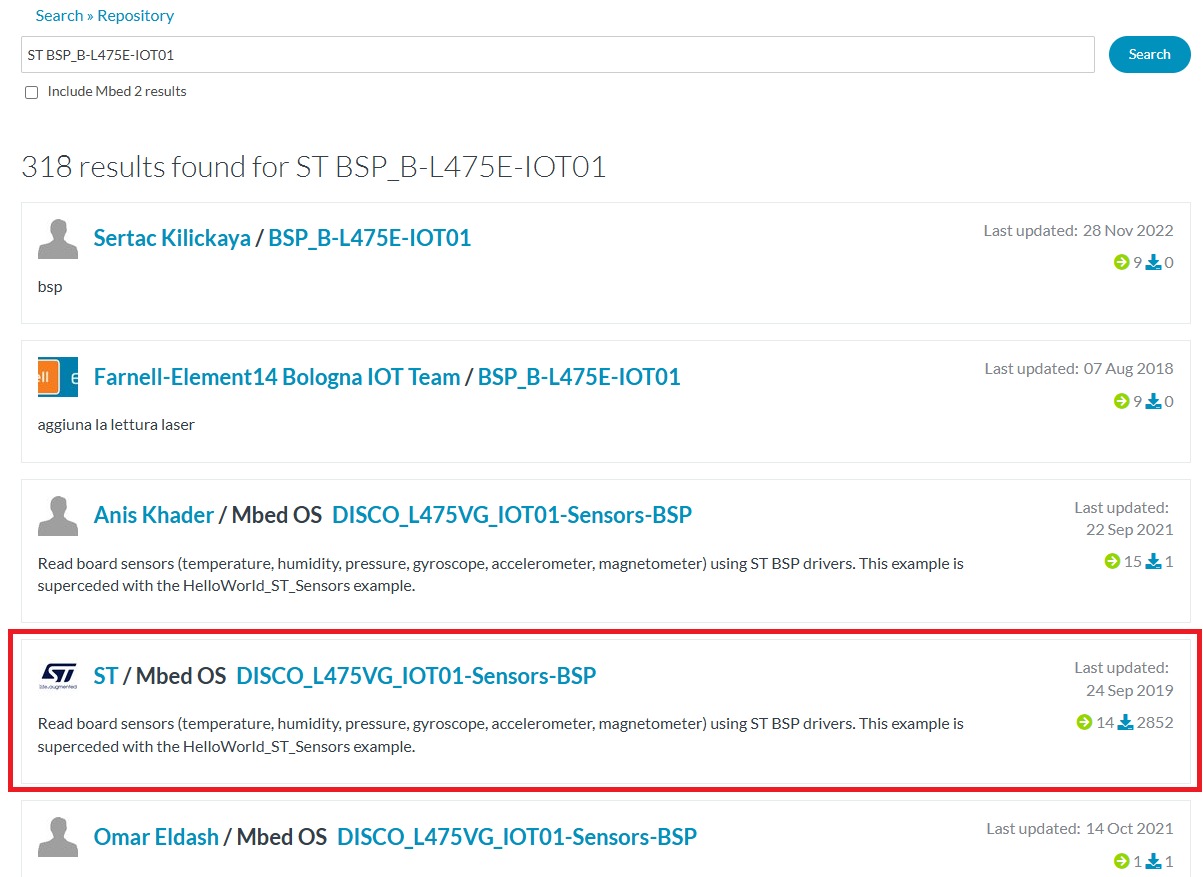 Search » Repository
ST BSP_B-L475E-IOT01
Search
Include Mbed 2 results
318 results found for ST BSP_B-L475E-IOT01
Sertac Kilickaya / BSP_B-L475E-IOT01
Last updated: 28 Nov 2022
9 0
bsp
ell e
Farnell-Element14 Bologna IOT Team / BSP_B-L475E-IOT01
Last updated: 07 Aug 2018
9 0
aggiuna la lettura laser
Anis Khader / Mbed OS DISCO_L475VG_IOT01-Sensors-BSP
Last updated:
22 Sep 2021
15 1
Read board sensors (temperature, humidity, pressure, gyroscope, accelerometer, magnetometer) using ST BSP drivers. This example is
superceded with the HelloWorld_ST_Sensors example.
ST
life.augmented
ST / Mbed OS DISCO_L475VG_IOT01-Sensors-BSP
Last updated:
24 Sep 2019
14 2852
Read board sensors (temperature, humidity, pressure, gyroscope, accelerometer, magnetometer) using ST BSP drivers. This example is
superceded with the HelloWorld_ST_Sensors example.
Omar Eldash / Mbed OS DISCO_L475VG_IOT01-Sensors-BSP
Last updated: 14 Oct 2021
1 1